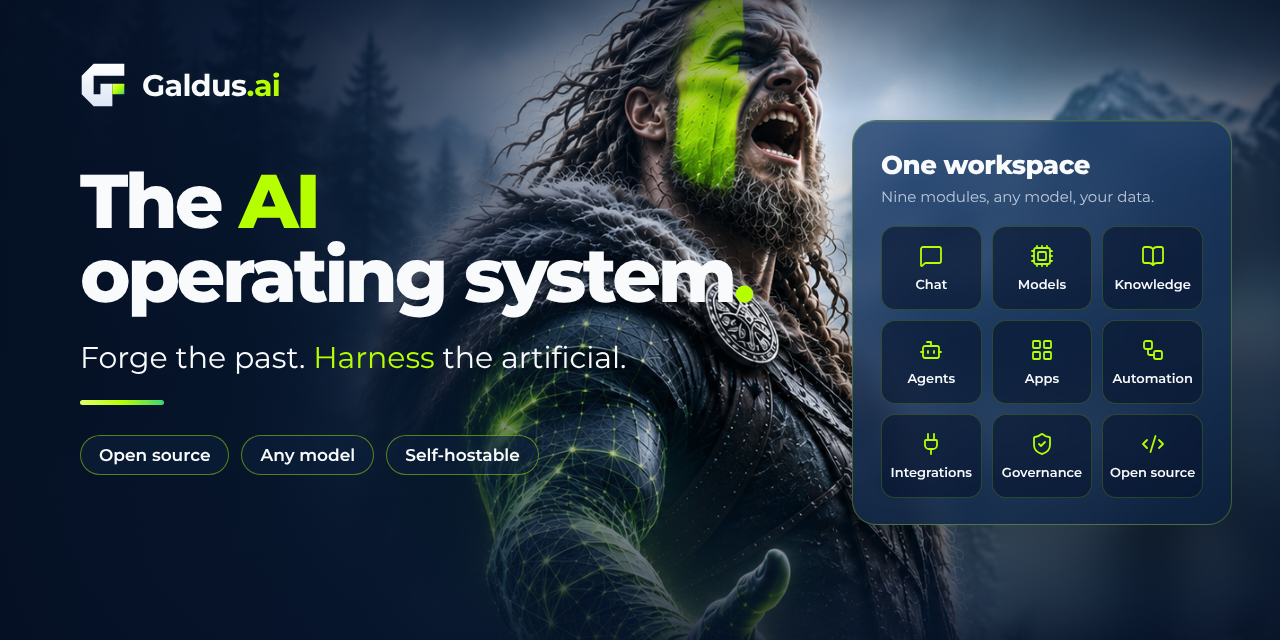 Galdus.ai
The AI
operating system.
Forge the past. Harness the artificial.
Open source
Any model
Self-hostable
One workspace
Nine modules, any model, your data.
Chat
Models
Knowledge
Agents
Apps
Automation
Integrations
Governance
Open source